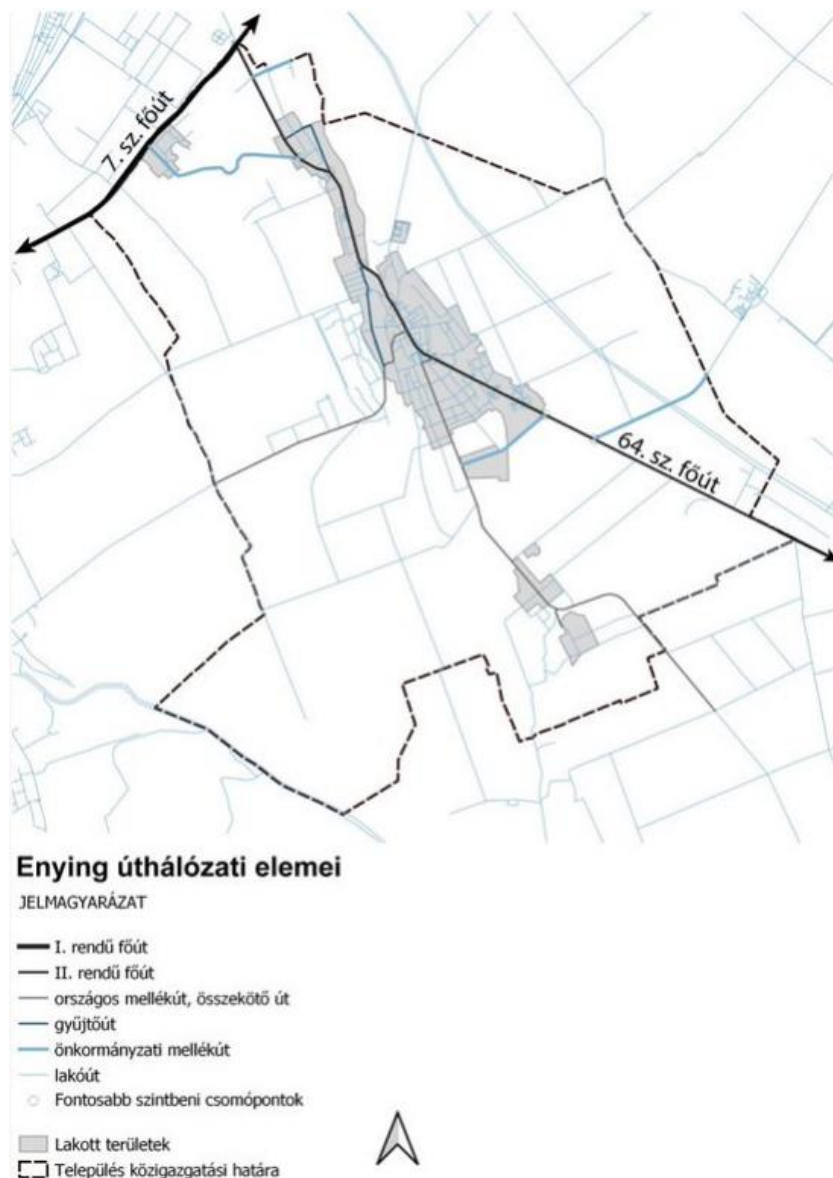 7. sz. főút
64. sz. főút
Enying úthálózati elemei
JELMAGYARÁZAT
I. rendű főút
II. rendű főút
országos mellékút, összekötő út
gyűjtőút
önkormányzati mellékút
lakóút
Fontosabb szintbeni csomópontok
Lakott területek
Település közigazgatási határa